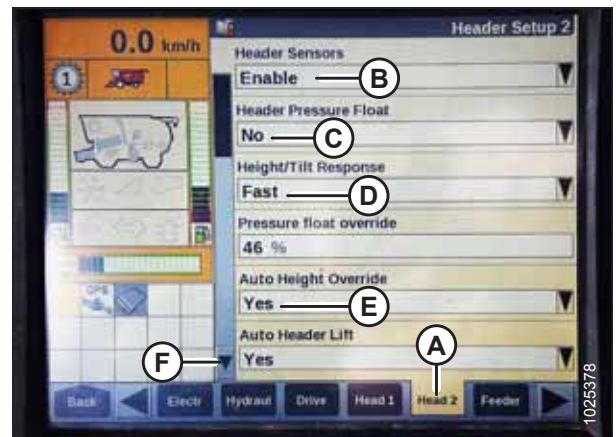 0.0 km/h
Header Setup 2
1
Header Sensors
Enable
B
Header Pressure Float
No
C
Height/Tilt Response
Fast
D
Pressure float override
46 %
Auto Height Override
Yes
E
Auto Header Lift
Yes
F
A
GPS
Back Electr Hydraul Drive Head 1 Head 2 Feeder
1025378